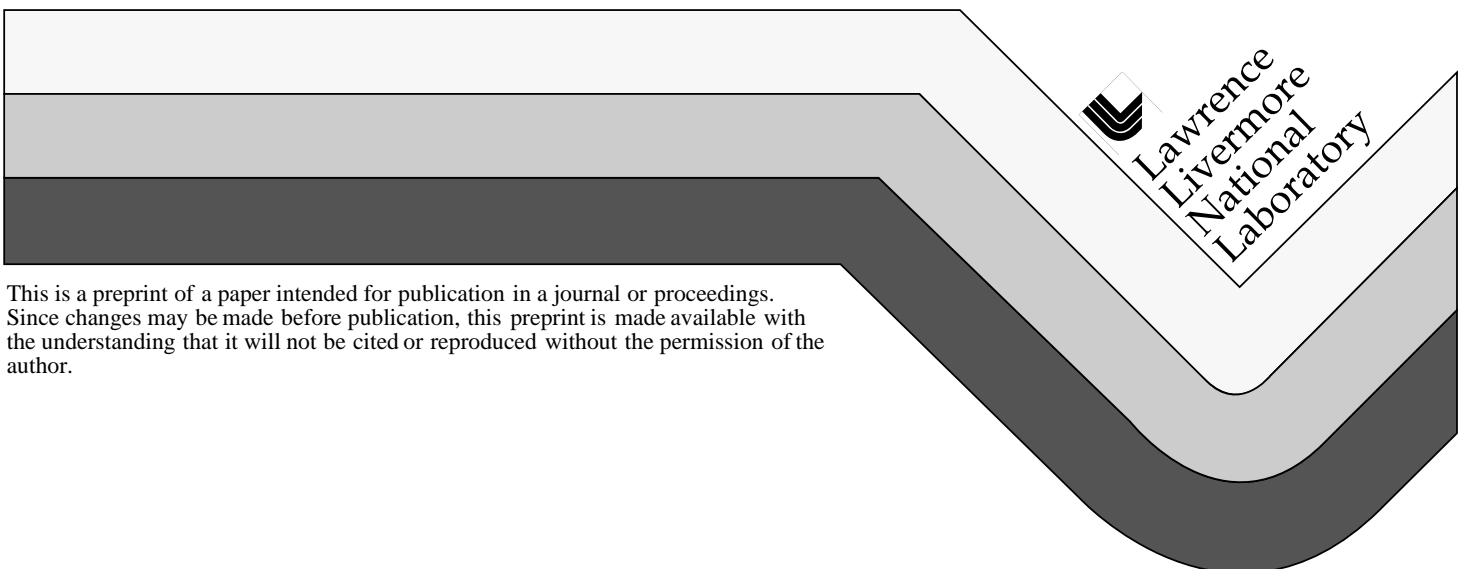 Lawrence
Livermore
National
Laboratory
This is a preprint of a paper intended for publication in a journal or proceedings.
Since changes may be made before publication, this preprint is made available with
the understanding that it will not be cited or reproduced without the permission of the
author.